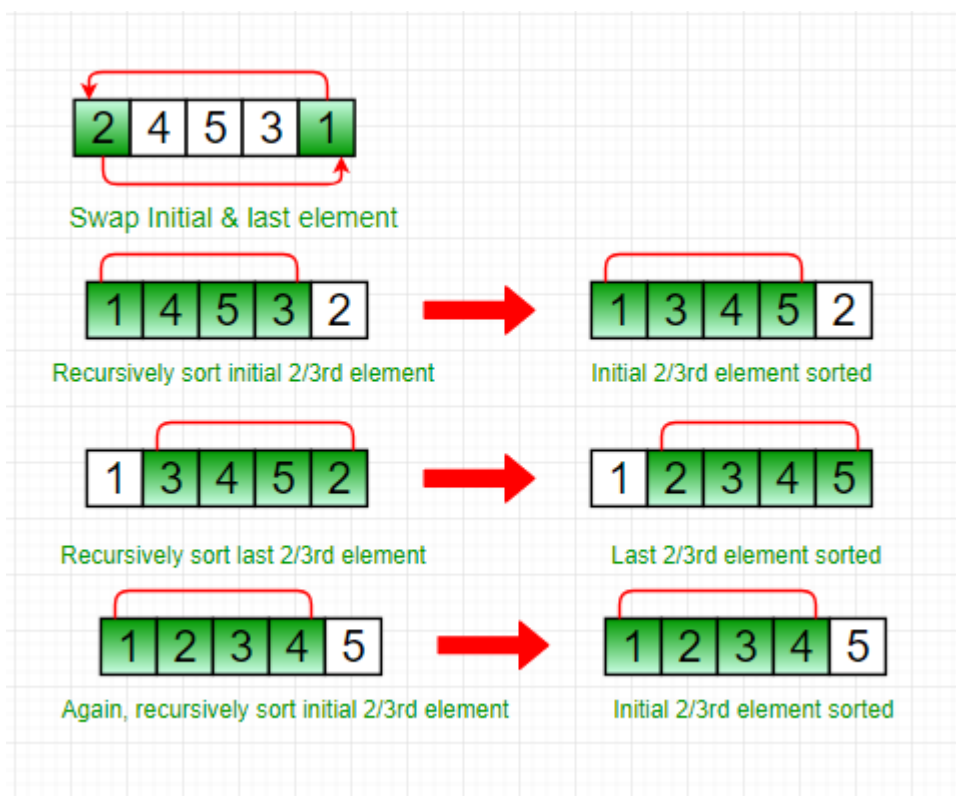 2 4 5 3 1
Swap Initial & last element
1 4 5 3 2 1 3 4 5 2
Recursively sort initial 2/3rd element Initial 2/3rd element sorted
1 3 4 5 2 1 2 3 4 5
Recursively sort last 2/3rd element Last 2/3rd element sorted
1 2 3 4 5 1 2 3 4 5
Again, recursively sort initial 2/3rd element Initial 2/3rd element sorted